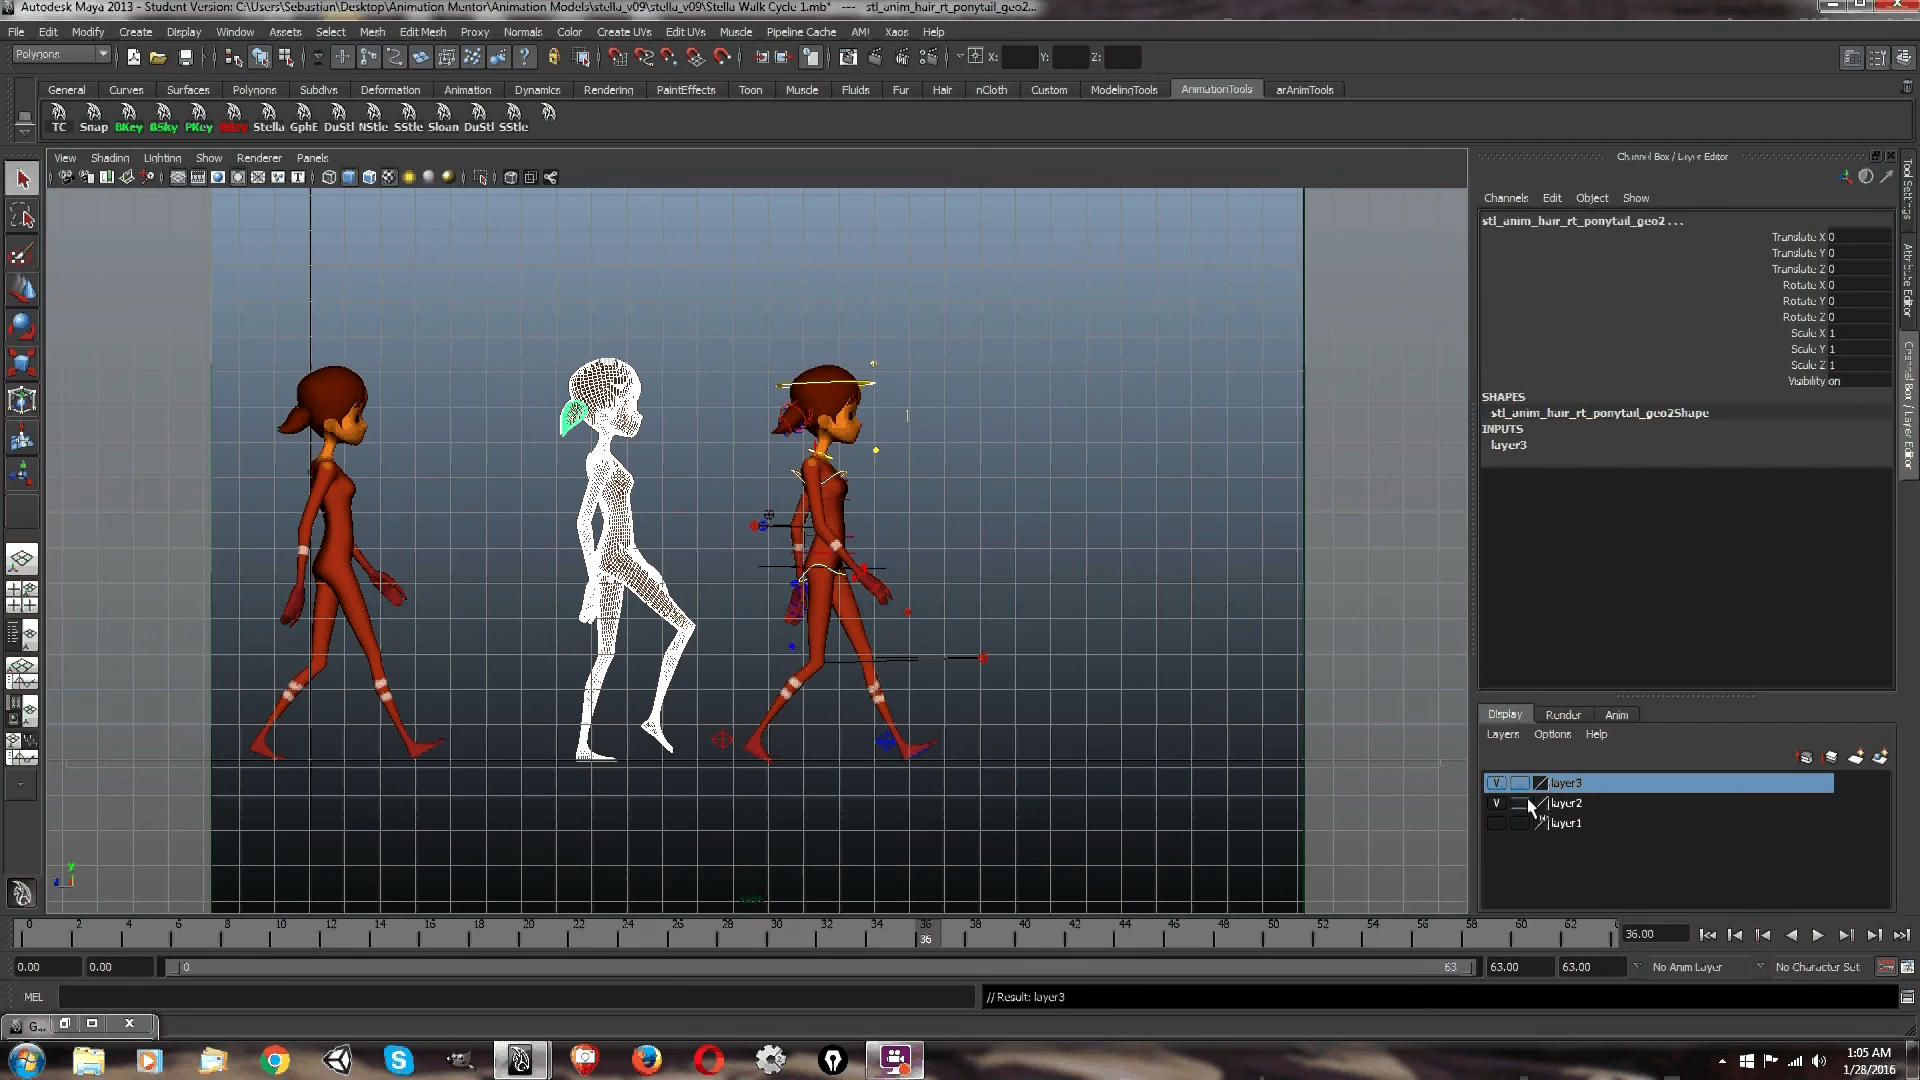 Autodesk Maya 2013 - Student Version: C:\Users\Sebastian\Desktop\Animation Mentor\Animation Models\stella_v09\stella_v09\Stella Walk Cycle 1.mb* --- stl_anim_hair_rt_ponytail_geo2...
File Edit Modify Create Display Window Assets Select Mesh Edit Mesh Proxy Normals Color Create UVs Edit UVs Muscle Pipeline Cache AM! Xaos Help
Polygons X: Y: Z:
General Curves Surfaces Polygons Subdivs Deformation Animation Dynamics Rendering PaintEffects Toon Muscle Fluids Fur Hair nCloth Custom ModelingTools AnimationTools arAnimTools
TC Snap BKey BSky PKey Stella GphE DuStl NStle SStle Sloan DuStl SStle
View Shading Lighting Show Renderer Panels
Channel Box / Layer Editor
Channels Edit Object Show
stl_anim_hair_rt_ponytail_geo2 ...
Translate X 0
Translate Y 0
Translate Z 0
Rotate X 0
Rotate Y 0
Rotate Z 0
Scale X 1
Scale Y 1
Scale Z 1
Visibility on
SHAPES
stl_anim_hair_rt_ponytail_geo2Shape
INPUTS
layer3
Tool Settings
Attribute Editor
Channel Box / Layer Editor
Display Render Anim
Layers Options Help
V layer3
V layer2
layer1
0 2 4 6 8 10 12 14 16 18 20 22 24 26 28 30 32 34 36 38 40 42 44 46 48 50 52 54 56 58 60 62
36 36.00
0.00 0.00 0 63 63.00 63.00 No Anim Layer No Character Set
MEL // Result: layer3
G...
1:05 AM
1/28/2016